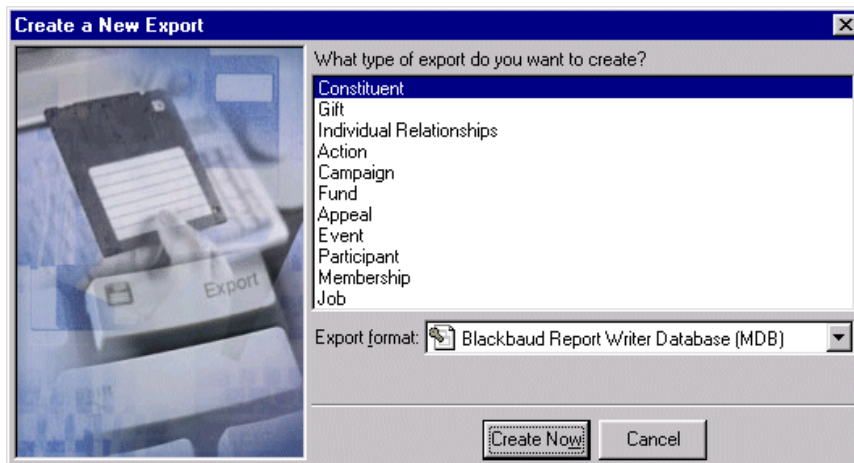 Create a New Export
What type of export do you want to create?
Constituent
Gift
Individual Relationships
Action
Campaign
Fund
Appeal
Event
Participant
Membership
Job
Export
Export format: Blackbaud Report Writer Database (MDB)
Create Now Cancel